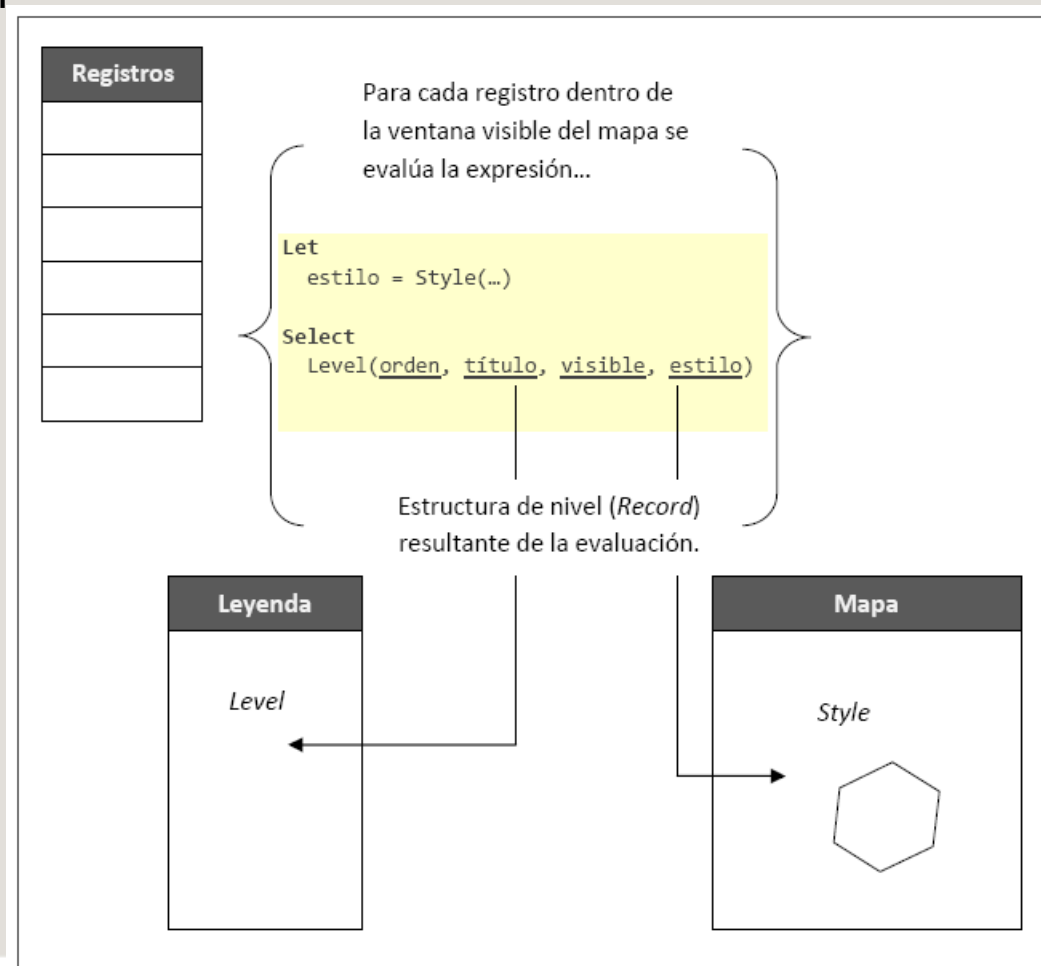 Registros
Para cada registro dentro de
la ventana visible del mapa se
evalúa la expresión…
Let
estilo = Style(…)
Select
Level(orden, título, visible, estilo)
Estructura de nivel (Record)
resultante de la evaluación.
Leyenda
Level
Mapa
Style